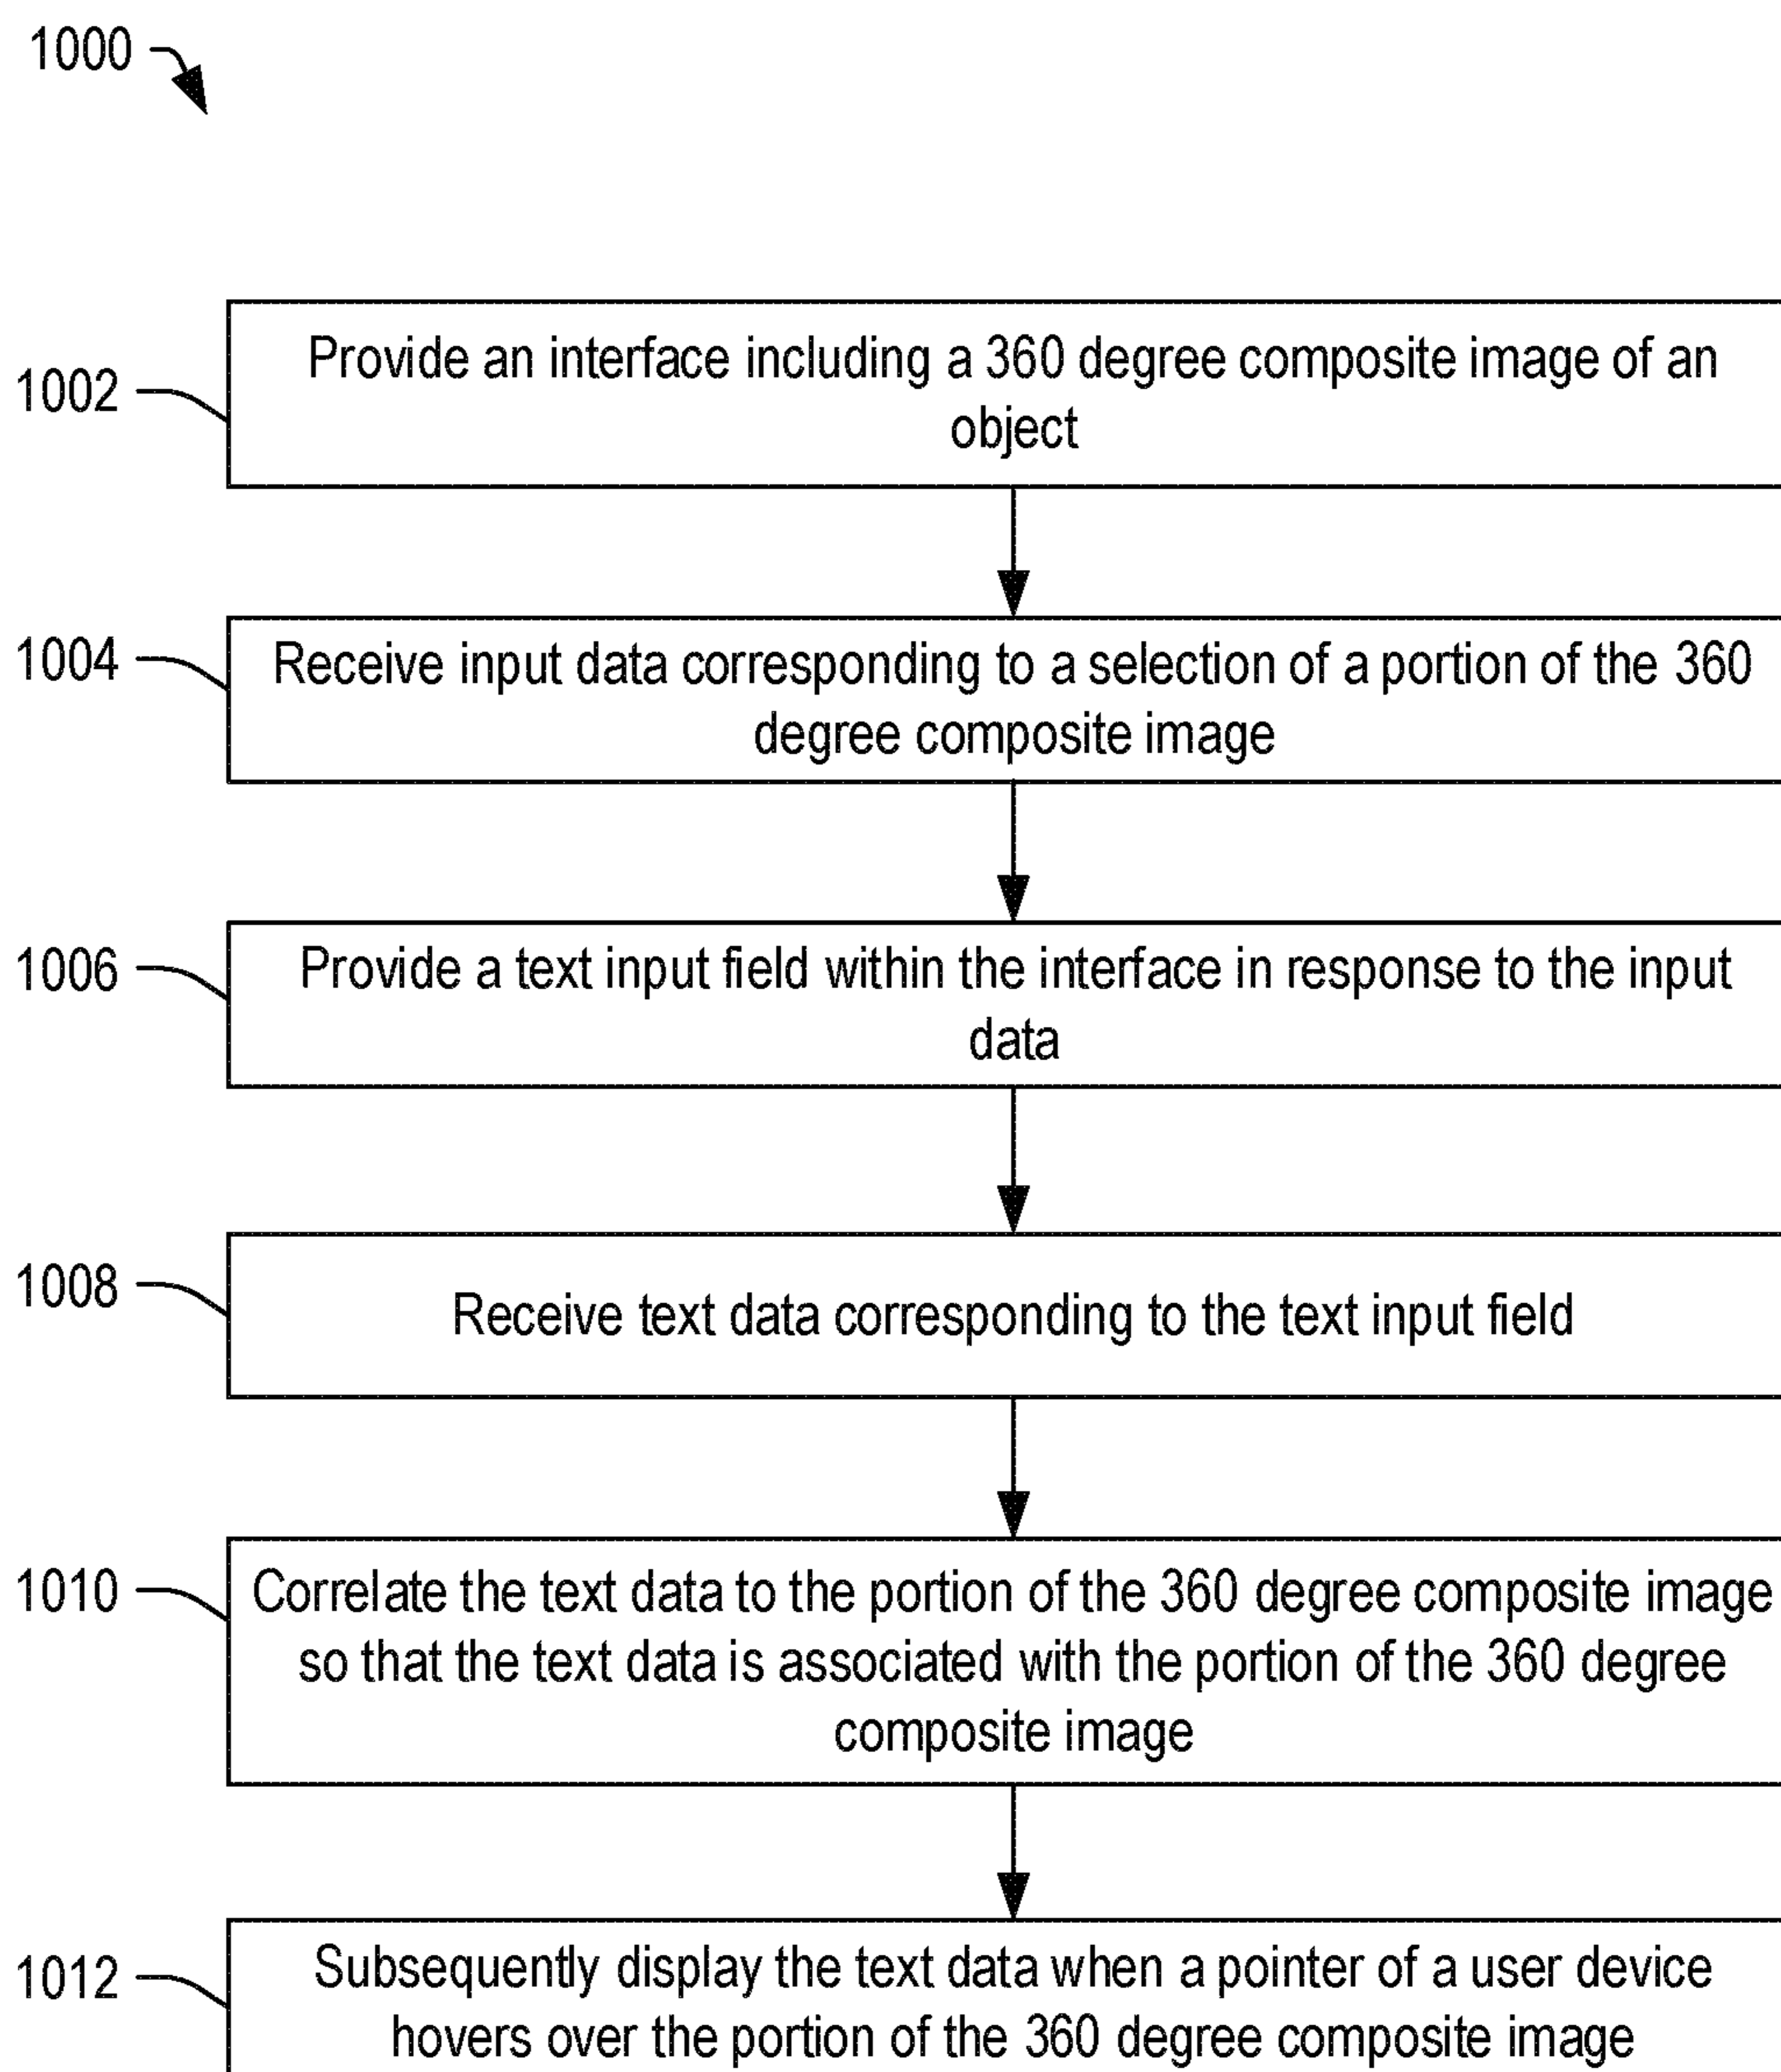 1000
1002
Provide an interface including a 360 degree composite image of an
object
1004
Receive input data corresponding to a selection of a portion of the 360
degree composite image
1006
Provide a text input field within the interface in response to the input
data
1008
Receive text data corresponding to the text input field
1010
Correlate the text data to the portion of the 360 degree composite image
so that the text data is associated with the portion of the 360 degree
composite image
1012
Subsequently display the text data when a pointer of a user device
hovers over the portion of the 360 degree composite image